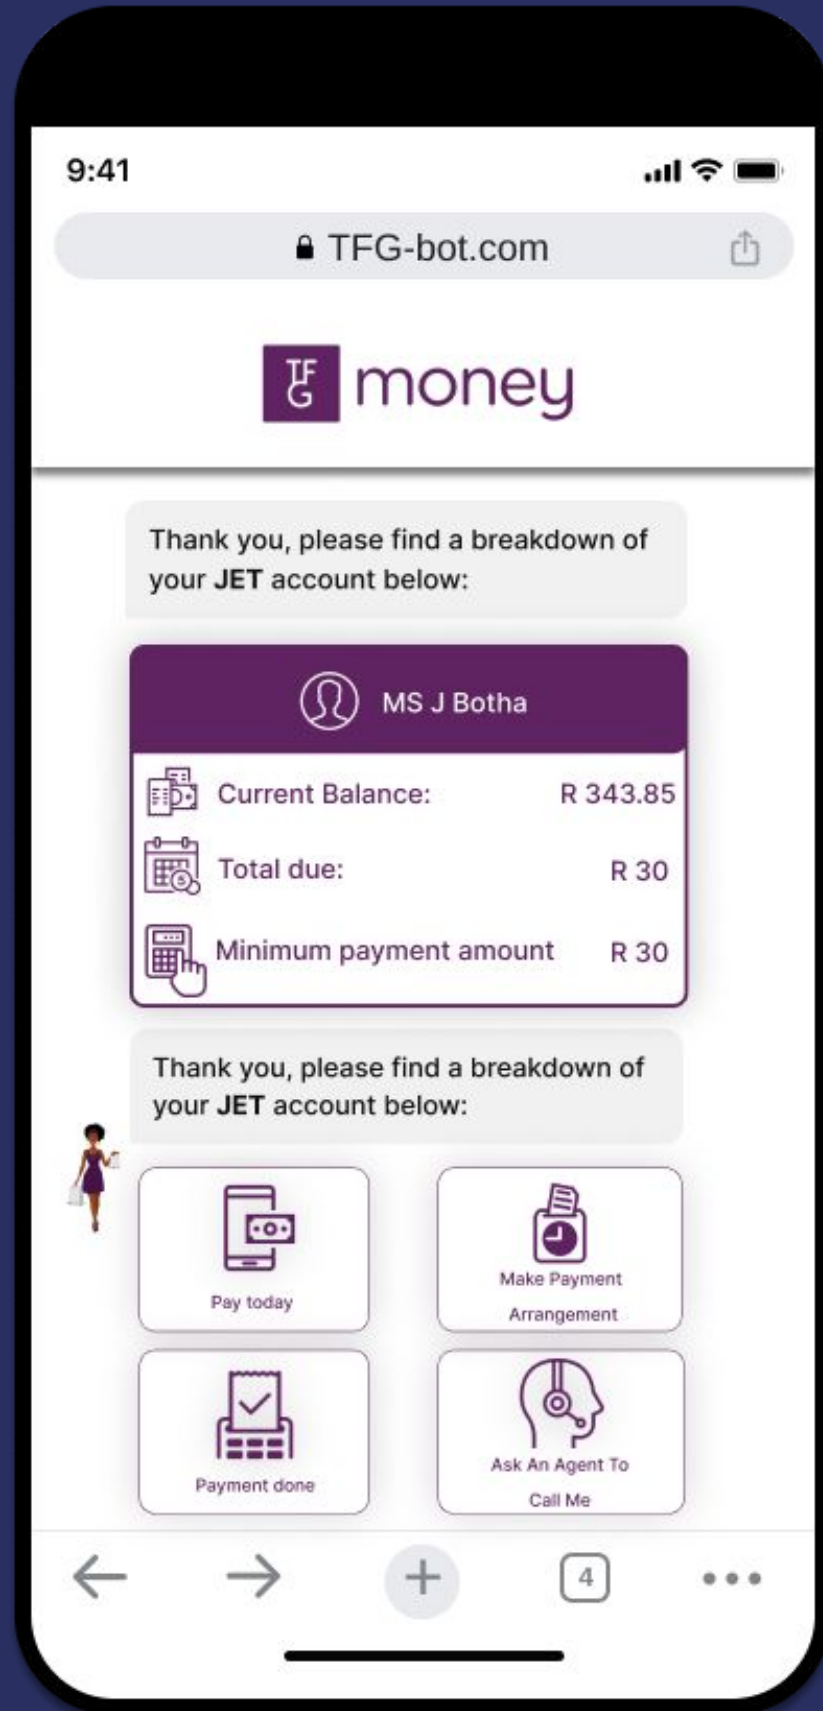 9:41
TFG-bot.com
TFG money
Thank you, please find a breakdown of
your JET account below:
MS J Botha
Current Balance: R 343.85
Total due: R 30
Minimum payment amount R 30
Thank you, please find a breakdown of
your JET account below:
Pay today
Make Payment
Arrangement
Payment done
Ask An Agent To
Call Me
4